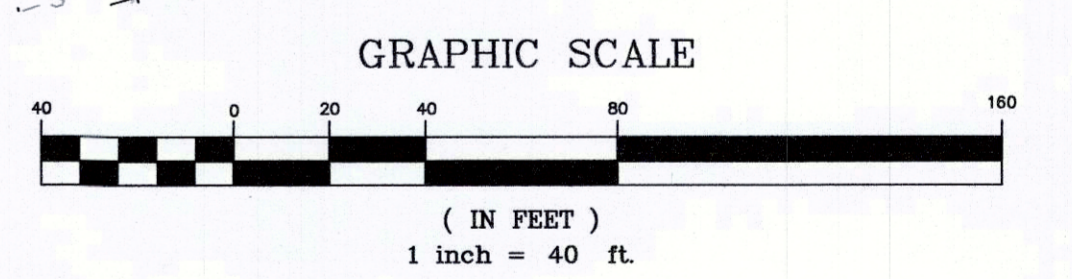 GRAPHIC SCALE
40 0 20 40 80 160
( IN FEET )
1 inch = 40 ft.